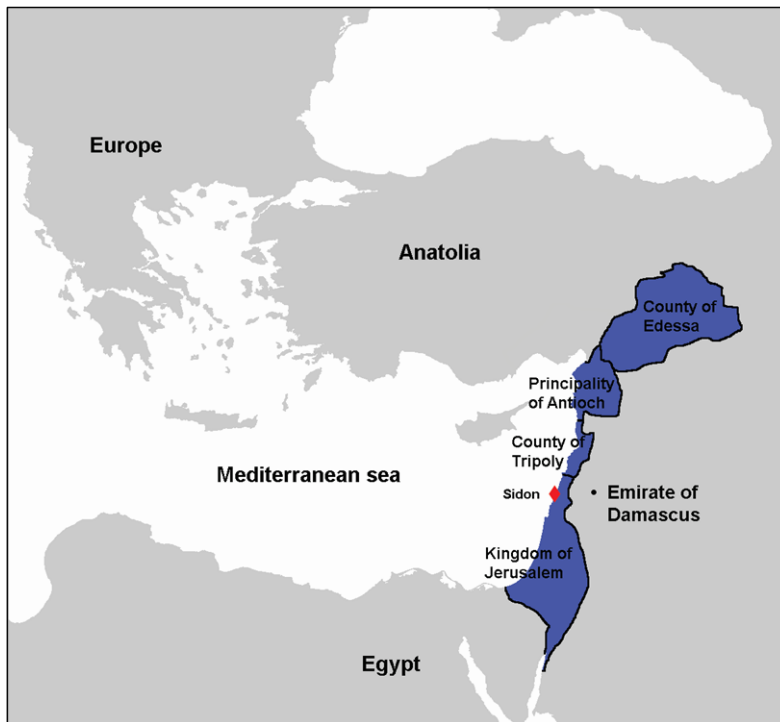 Europe
Anatolia
County of
Edessa
Principality
of Antioch
County of
Tripoly
Mediterranean sea
Sidon
Emirate of
Damascus
Kingdom of
Jerusalem
Egypt